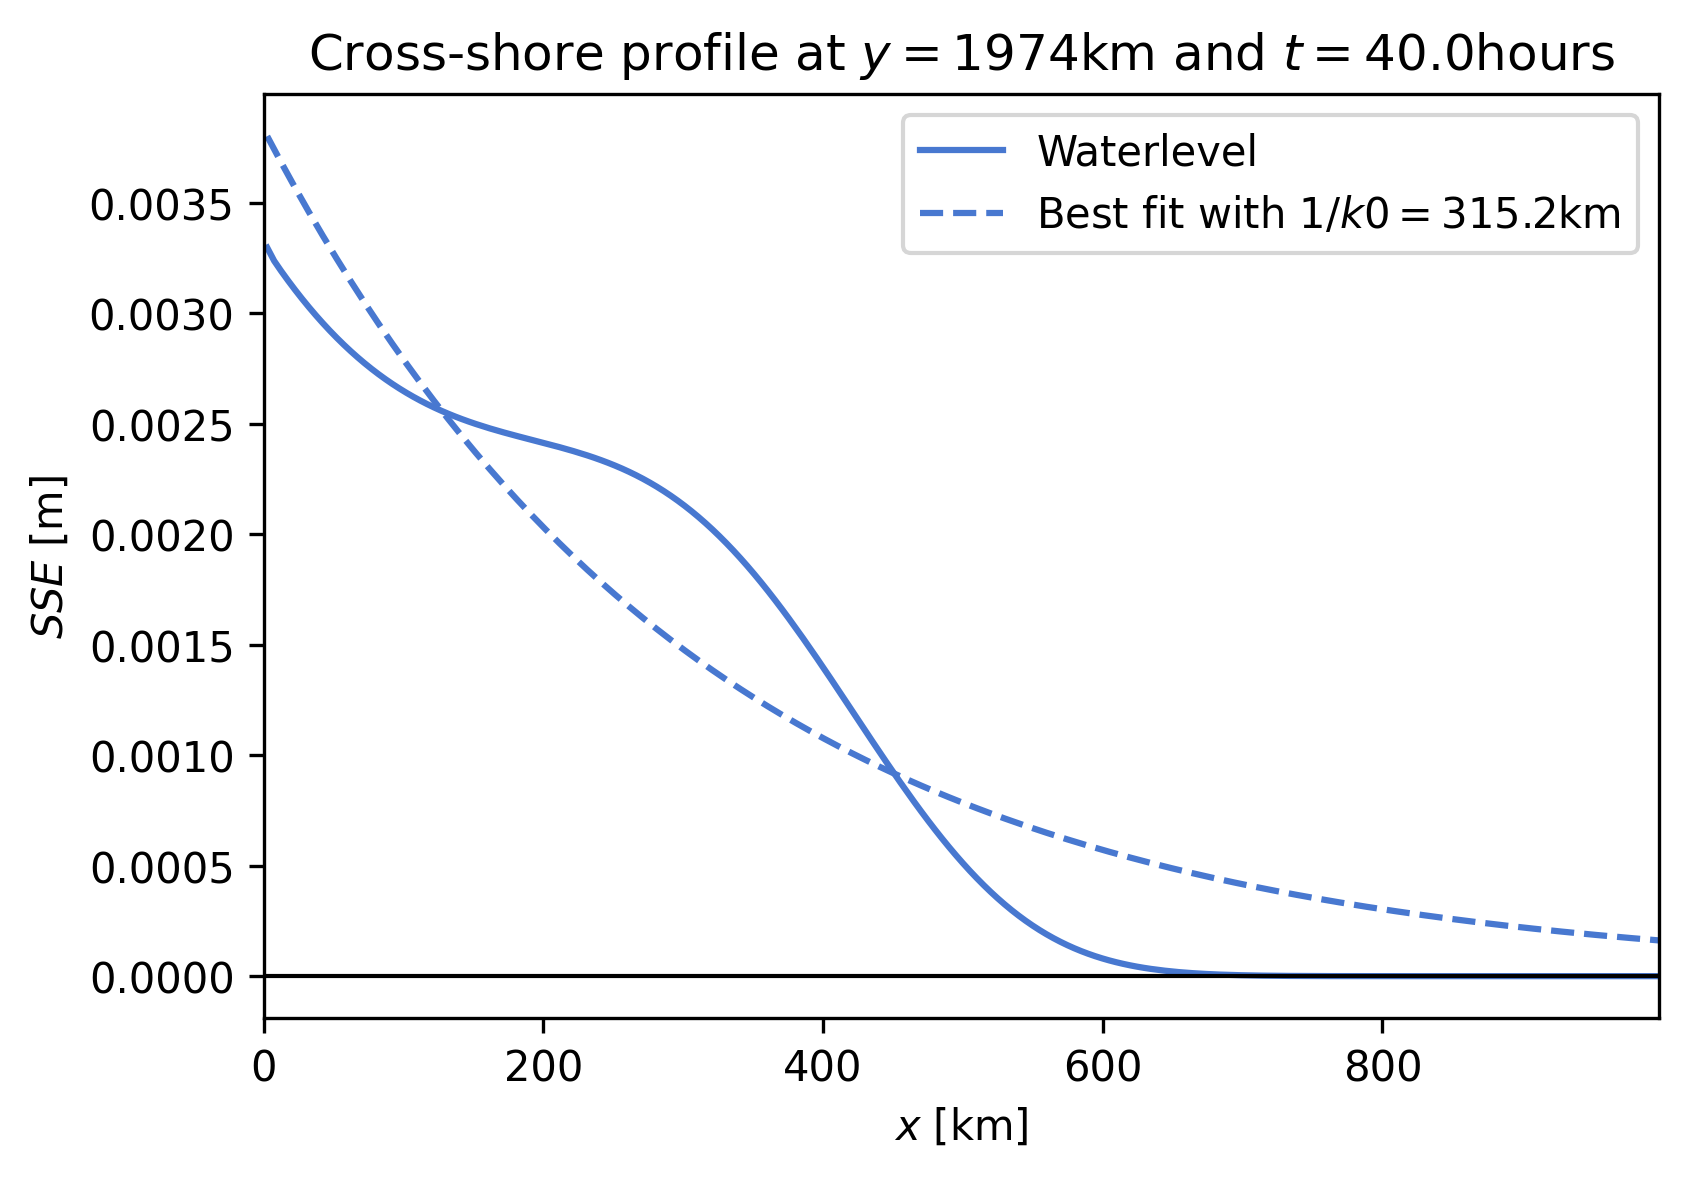 Cross-shore profile at y = 1974km and t = 40.0hours
Waterlevel
Best fit with 1/k0 = 315.2km
0.0035
0.0030
0.0025
0.0020
0.0015
0.0010
0.0005
0.0000
SSE [m]
0 200 400 600 800
x [km]